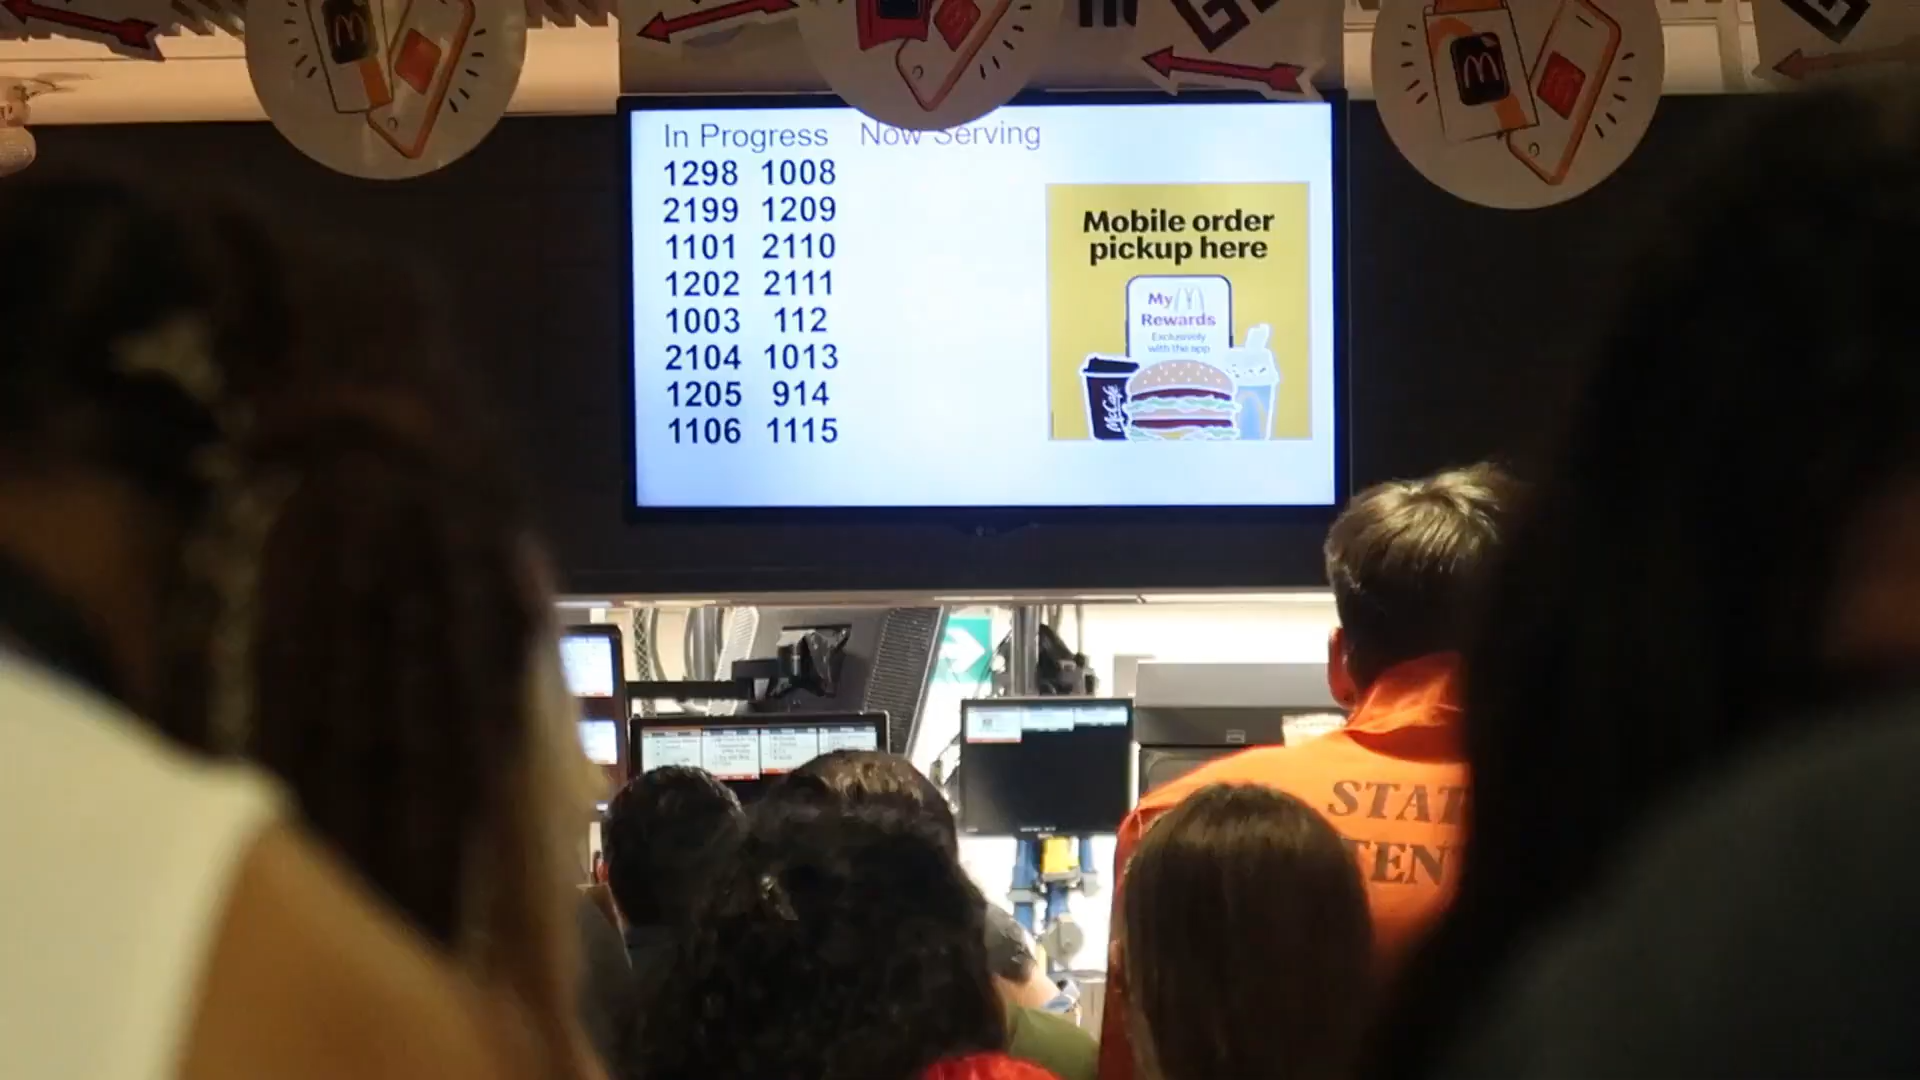 In Progress Now Serving
1298 1008
2199 1209
1101 2110
1202 2111
1003 112
2104 1013
1205 914
1106 1115
Mobile order
pickup here
My
Rewards
Exclusively
with the app
McCafé
STAT
TEN